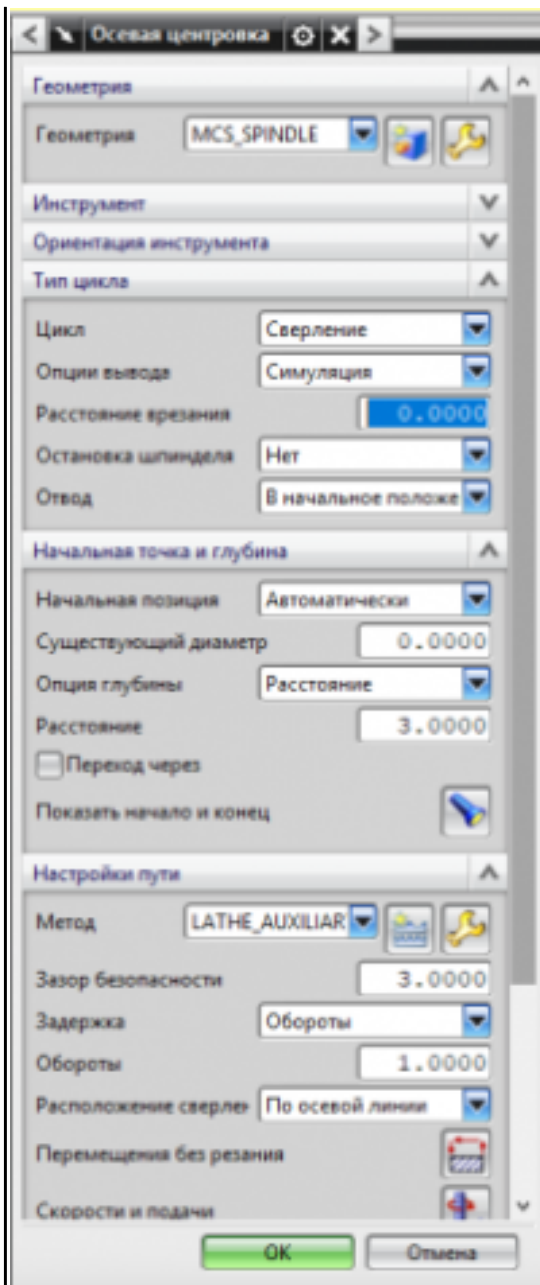 Осевая центровка
Геометрия
Геометрия MCS_SPINDLE
Инструмент
Ориентация инструмента
Тип цикла
Цикл Сверление
Опции вывода Симуляция
Расстояние врезания 0.0000
Остановка шпинделя Нет
Отвод В начальное положе
Начальная точка и глубина
Начальная позиция Автоматически
Существующий диаметр 0.0000
Опция глубины Расстояние
Расстояние 3.0000
Переход через
Показать начало и конец
Настройки пути
Метод LATHE_AUXILIAR
Зазор безопасности 3.0000
Задержка Обороты
Обороты 1.0000
Расположение сверлен По осевой линии
Перемещения без резания
Скорости и подачи
OK Отмена